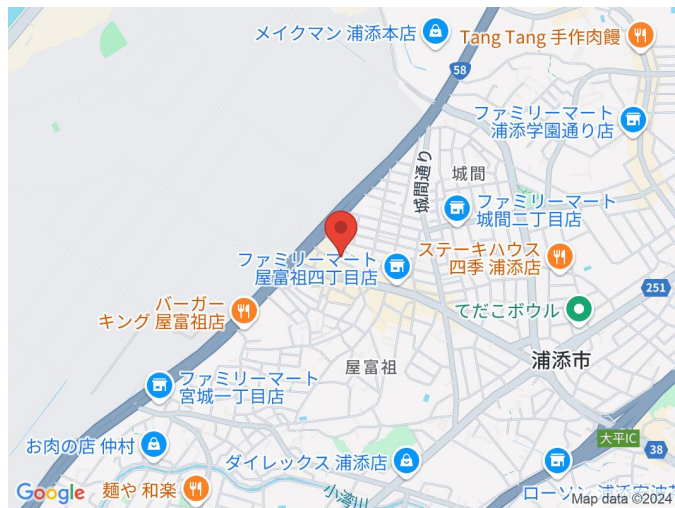 メイクマン 浦添本店
Tang Tang 手作肉饅
58
ファミリーマート
浦添学園通り店
城間通り
城間
ファミリーマート
城間二丁目店
ステーキハウス
四季 浦添店
ファミリーマート
屋富祖四丁目店
251
バーガー
キング 屋富祖店
てだこボウル
浦添市
屋富祖
ファミリーマート
宮城一丁目店
大平IC
38
お肉の店 仲村
ダイレックス 浦添店
小湾川
麺や 和楽
Google
Map data ©2024